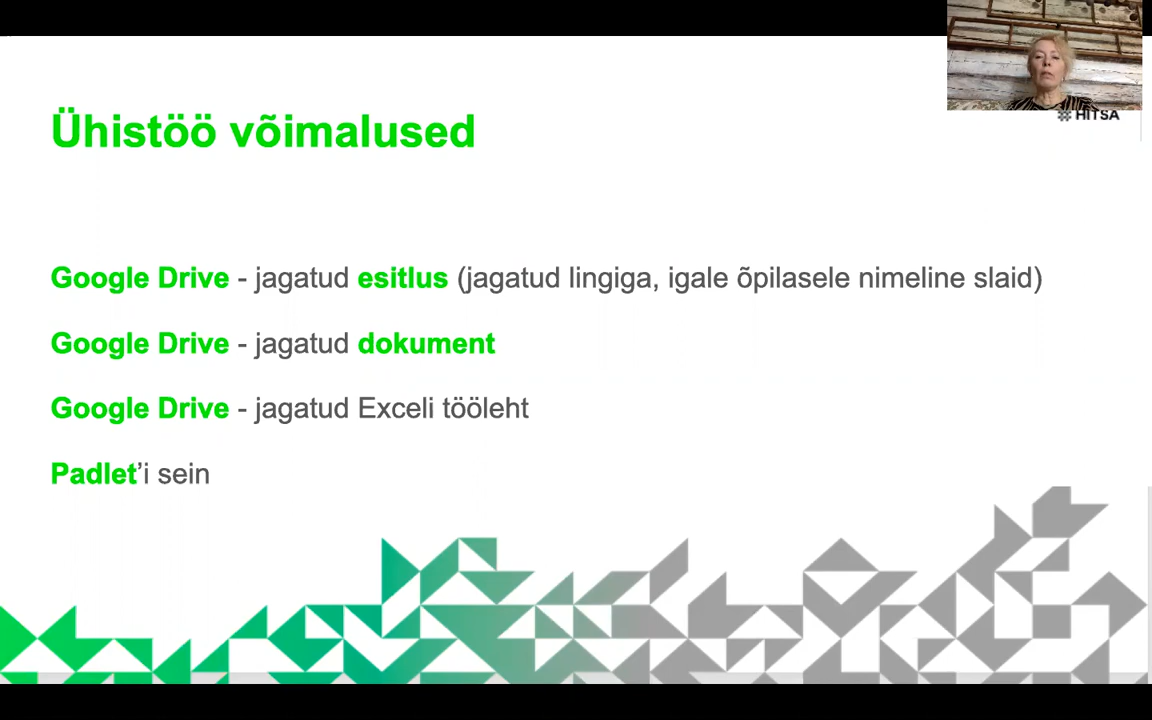 HITSA
Ühistöö võimalused
Google Drive - jagatud esitlus (jagatud lingiga, igale õpilasele nimeline slaid)
Google Drive - jagatud dokument
Google Drive - jagatud Exceli tööleht
Padlet’i sein